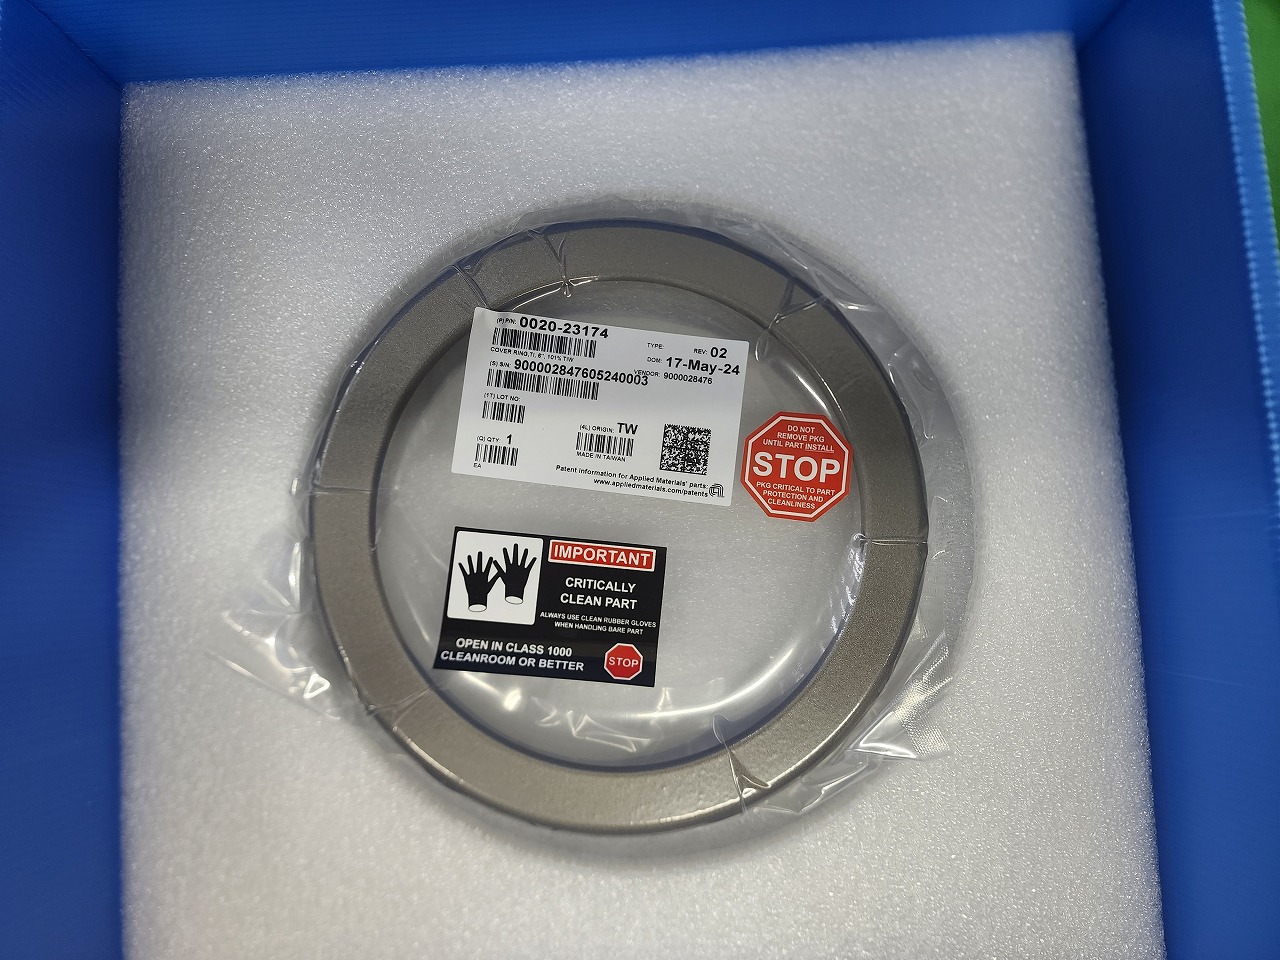 (P) P/N: 0020-23174
COVER RING,TI, 6", 101% TIW
TYPE:
REV: 02
DOM: 17-May-24
(S) S/N: 900002847605240003
VENDOR: 9000028476
(1T) LOT NO:
(Q) QTY: 1
EA
(4L) ORIGIN: TW
MADE IN TAIWAN
Patent information for Applied Materials' parts:
www.appliedmaterials.com/patents
DO NOT
REMOVE PKG
UNTIL PART INSTALL
STOP
PKG CRITICAL TO PART
PROTECTION AND
CLEANLINESS
IMPORTANT
CRITICALLY
CLEAN PART
ALWAYS USE CLEAN RUBBER GLOVES
WHEN HANDLING BARE PART
OPEN IN CLASS 1000
CLEANROOM OR BETTER
STOP